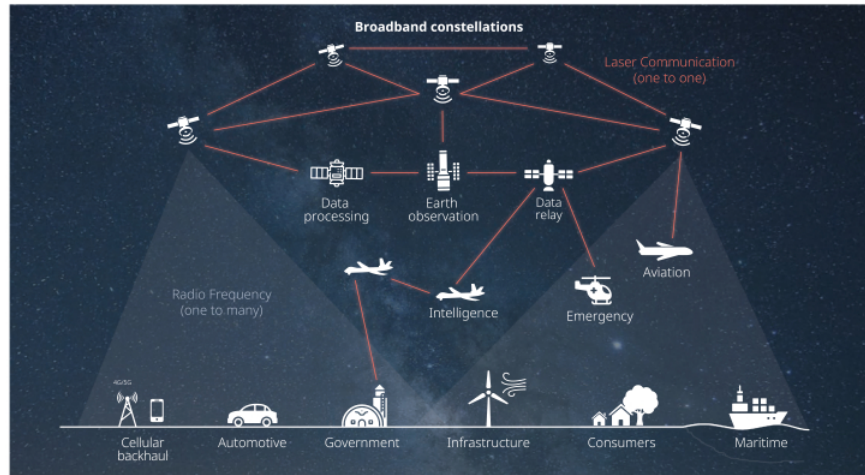 Broadband constellations
Laser Communication
(one to one)
Data
processing
Earth
observation
Data
relay
Aviation
Radio Frequency
(one to many)
Intelligence
Emergency
4G/5G
Cellular
backhaul
Automotive
Government
Infrastructure
Consumers
Maritime